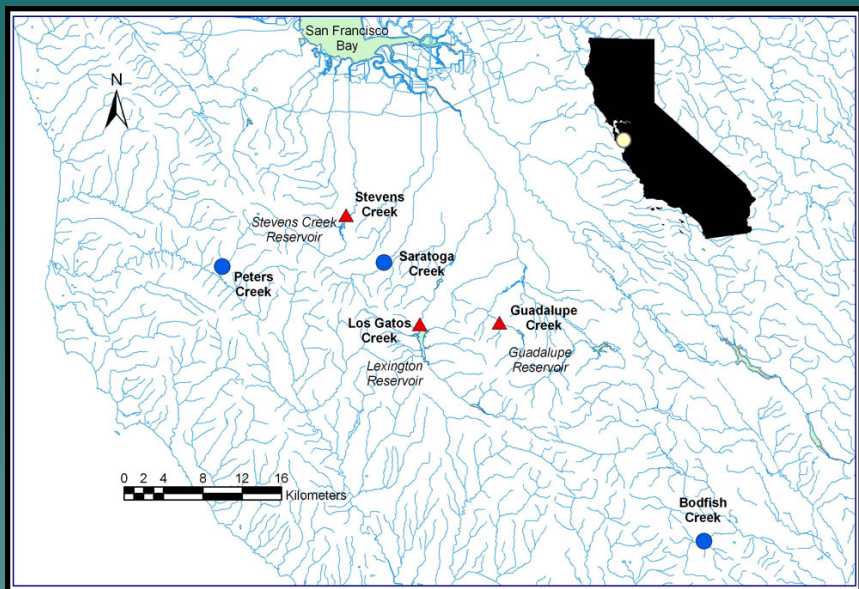 San Francisco
Bay
N
Stevens
Creek
Stevens Creek
Reservoir
Saratoga
Creek
Peters
Creek
Los Gatos
Creek
Guadalupe
Creek
Lexington
Reservoir
Guadalupe
Reservoir
0 2 4 8 12 16
Kilometers
Bodfish
Creek